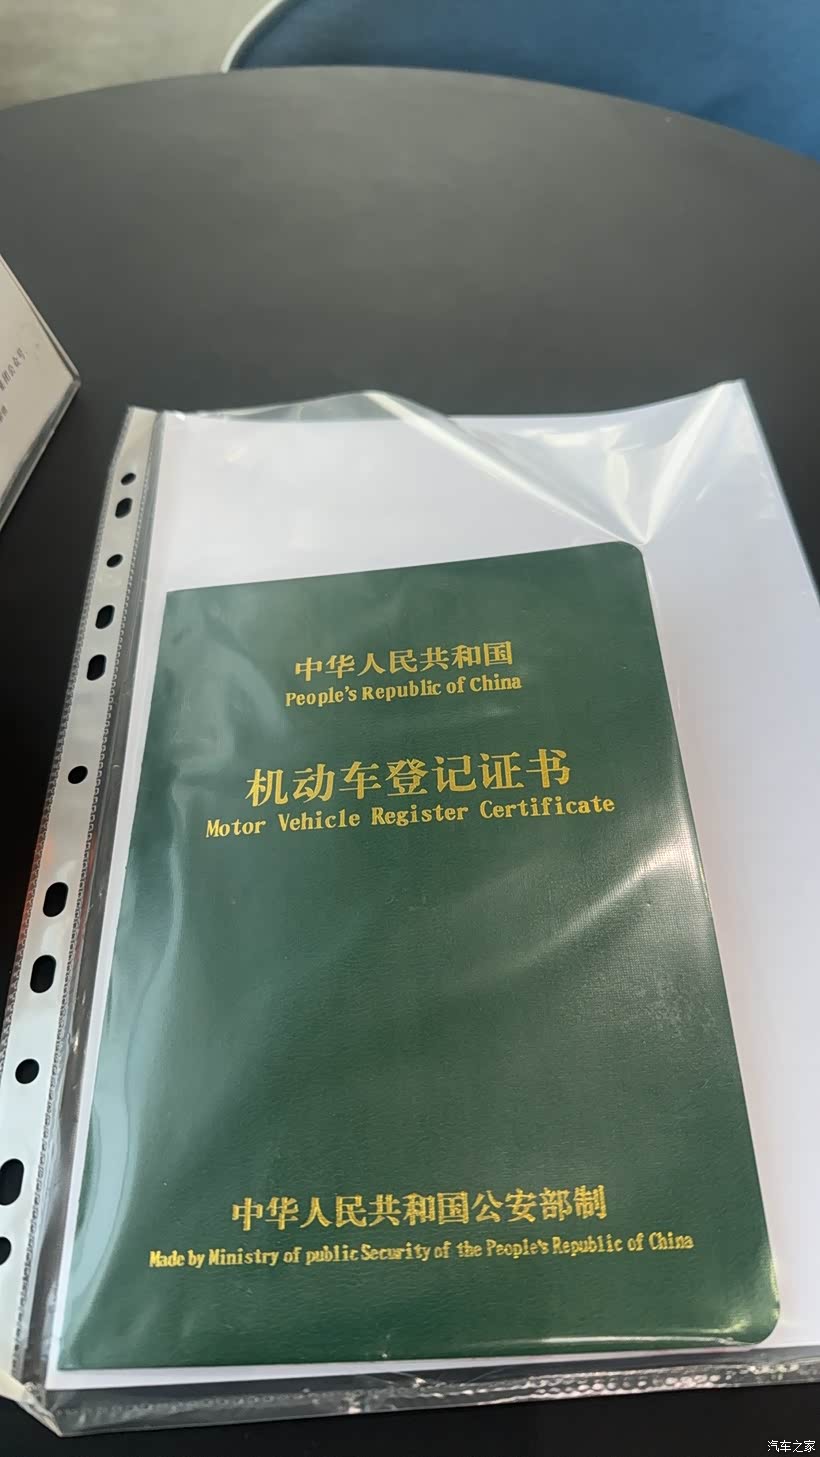 中华人民共和国
People's Republic of China
机动车登记证书
Motor Vehicle Register Certificate
中华人民共和国公安部制
Made by Ministry of public Security of the People's Republic of China
汽车之家